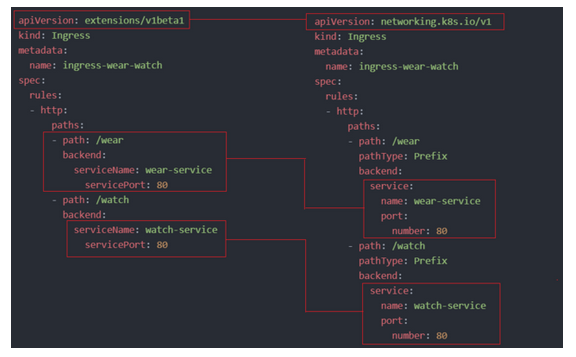 apiVersion: extensions/v1beta1
kind: Ingress
metadata:
  name: ingress-wear-watch
spec:
  rules:
  - http:
      paths:
      - path: /wear
        backend:
          serviceName: wear-service
            servicePort: 80
      - path: /watch
        backend:
          serviceName: watch-service
            servicePort: 80
apiVersion: networking.k8s.io/v1
kind: Ingress
metadata:
  name: ingress-wear-watch
spec:
  rules:
  - http:
      paths:
      - path: /wear
        pathType: Prefix
        backend:
          service:
            name: wear-service
            port:
              number: 80
      - path: /watch
        pathType: Prefix
        backend:
          service:
            name: watch-service
            port:
              number: 80